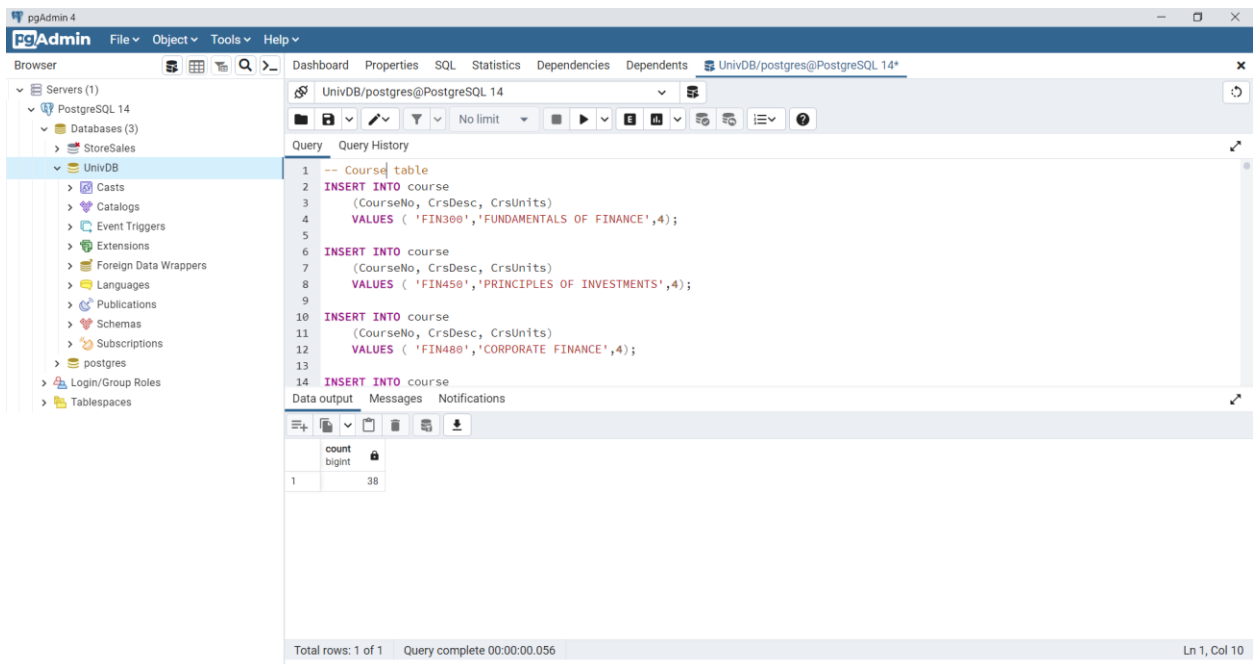 pgAdmin 4
pgAdmin File Object Tools Help
Browser
Dashboard Properties SQL Statistics Dependencies Dependents UnivDB/postgres@PostgreSQL 14*
Servers (1)
PostgreSQL 14
Databases (3)
StoreSales
UnivDB
Casts
Catalogs
Event Triggers
Extensions
Foreign Data Wrappers
Languages
Publications
Schemas
Subscriptions
postgres
Login/Group Roles
Tablespaces
UnivDB/postgres@PostgreSQL 14
No limit
Query Query History
1 -- Course table
2 INSERT INTO course
3 (CourseNo, CrsDesc, CrsUnits)
4 VALUES ( 'FIN300','FUNDAMENTALS OF FINANCE',4);
5
6 INSERT INTO course
7 (CourseNo, CrsDesc, CrsUnits)
8 VALUES ( 'FIN450','PRINCIPLES OF INVESTMENTS',4);
9
10 INSERT INTO course
11 (CourseNo, CrsDesc, CrsUnits)
12 VALUES ( 'FIN480','CORPORATE FINANCE',4);
13
14 INSERT INTO course
Data output Messages Notifications
count
bigint
1 38
Total rows: 1 of 1 Query complete 00:00:00.056 Ln 1, Col 10